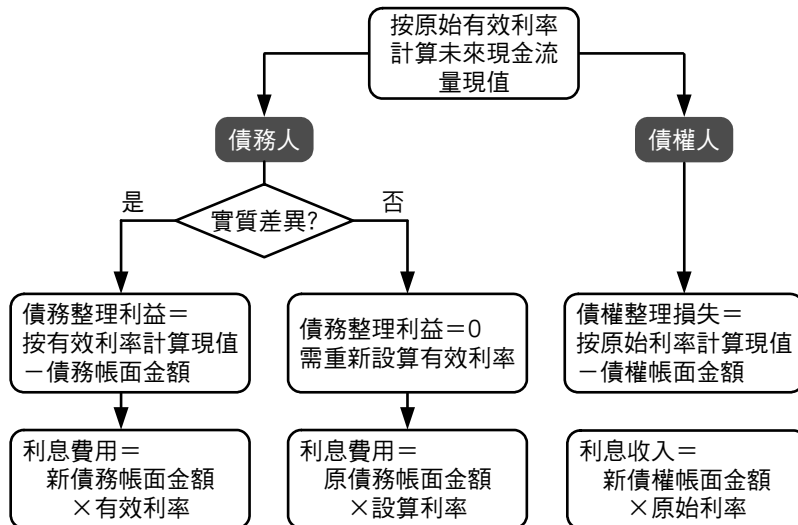 按原始有效利率
計算未來現金流
量現值
債務人
債權人
是
實質差異?
否
債務整理利益＝
按有效利率計算現值
－債務帳面金額
債務整理利益＝0
需重新設算有效利率
債權整理損失＝
按原始利率計算現值
－債權帳面金額
利息費用＝
新債務帳面金額
×有效利率
利息費用＝
原債務帳面金額
×設算利率
利息收入＝
新債權帳面金額
×原始利率